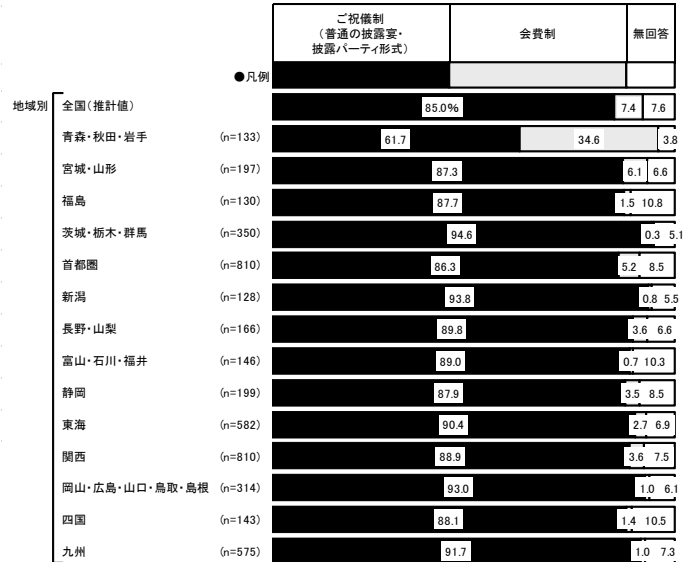 ご祝儀制
(普通の披露宴・
披露パーティ形式)
会費制
無回答
●凡例
地域別
全国(推計値) 85.0% 7.4 7.6
青森・秋田・岩手 (n=133) 61.7 34.6 3.8
宮城・山形 (n=197) 87.3 6.1 6.6
福島 (n=130) 87.7 1.5 10.8
茨城・栃木・群馬 (n=350) 94.6 0.3 5.1
首都圏 (n=810) 86.3 5.2 8.5
新潟 (n=128) 93.8 0.8 5.5
長野・山梨 (n=166) 89.8 3.6 6.6
富山・石川・福井 (n=146) 89.0 0.7 10.3
静岡 (n=199) 87.9 3.5 8.5
東海 (n=582) 90.4 2.7 6.9
関西 (n=810) 88.9 3.6 7.5
岡山・広島・山口・鳥取・島根 (n=314) 93.0 1.0 6.1
四国 (n=143) 88.1 1.4 10.5
九州 (n=575) 91.7 1.0 7.3